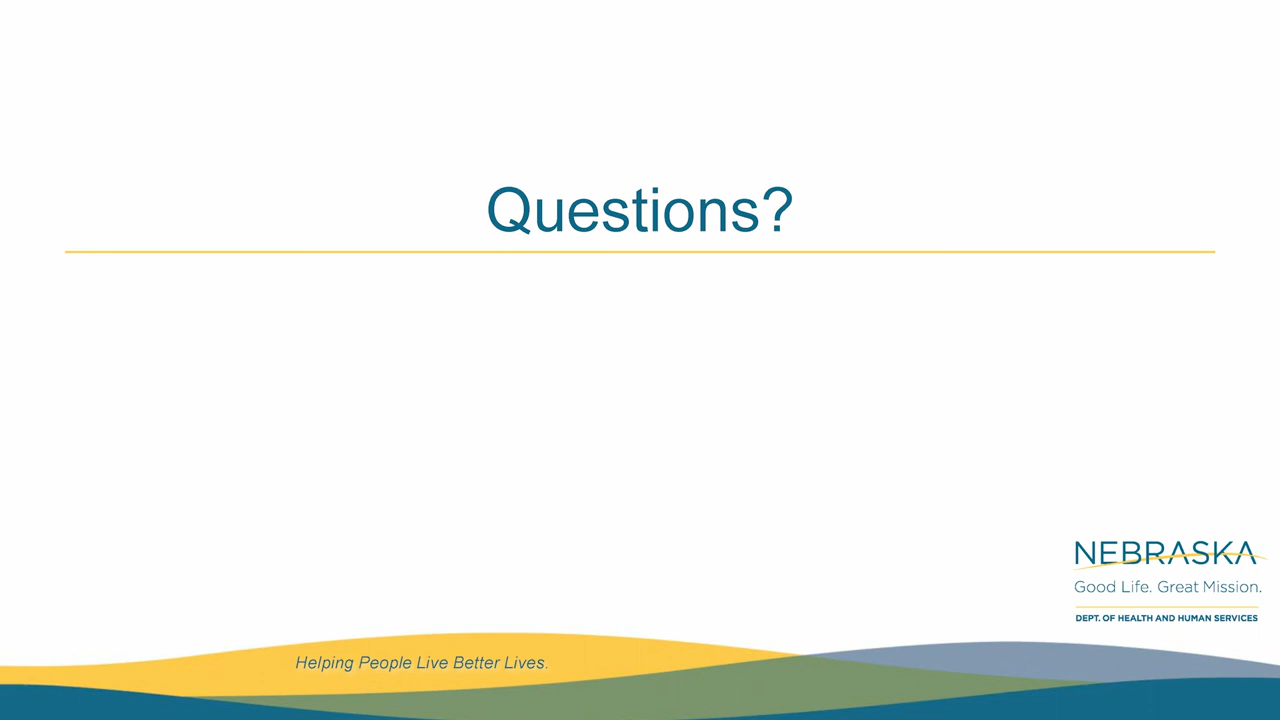 Questions?
NEBRASKA
Good Life. Great Mission.
DEPT. OF HEALTH AND HUMAN SERVICES
Helping People Live Better Lives.